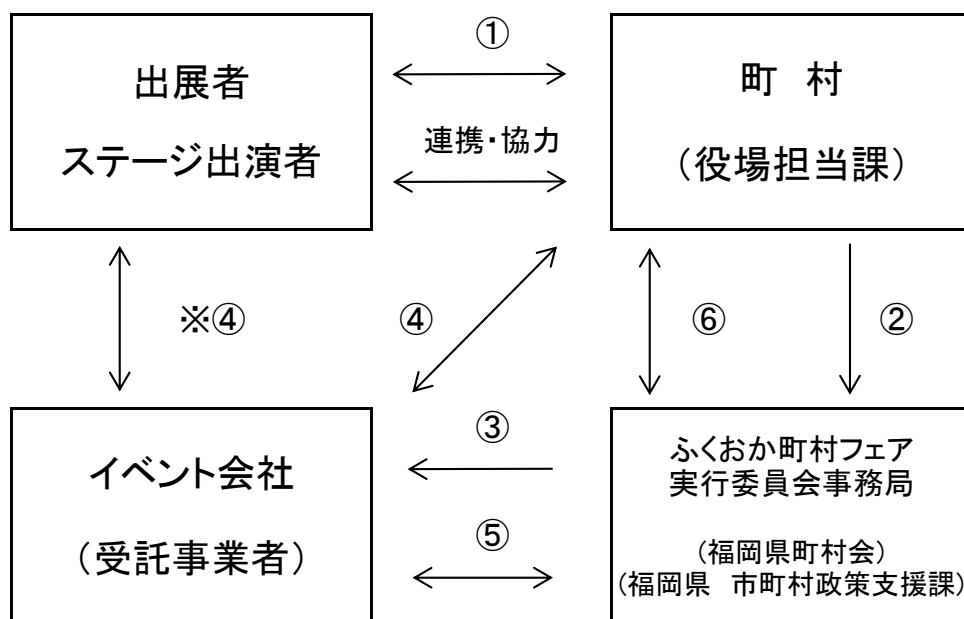 ①
出展者
ステージ出演者
連携・協力
町　村
（役場担当課）
※④
④
⑥
②
イベント会社
（受託事業者）
③
⑤
ふくおか町村フェア
実行委員会事務局
（福岡県町村会）
（福岡県　市町村政策支援課）